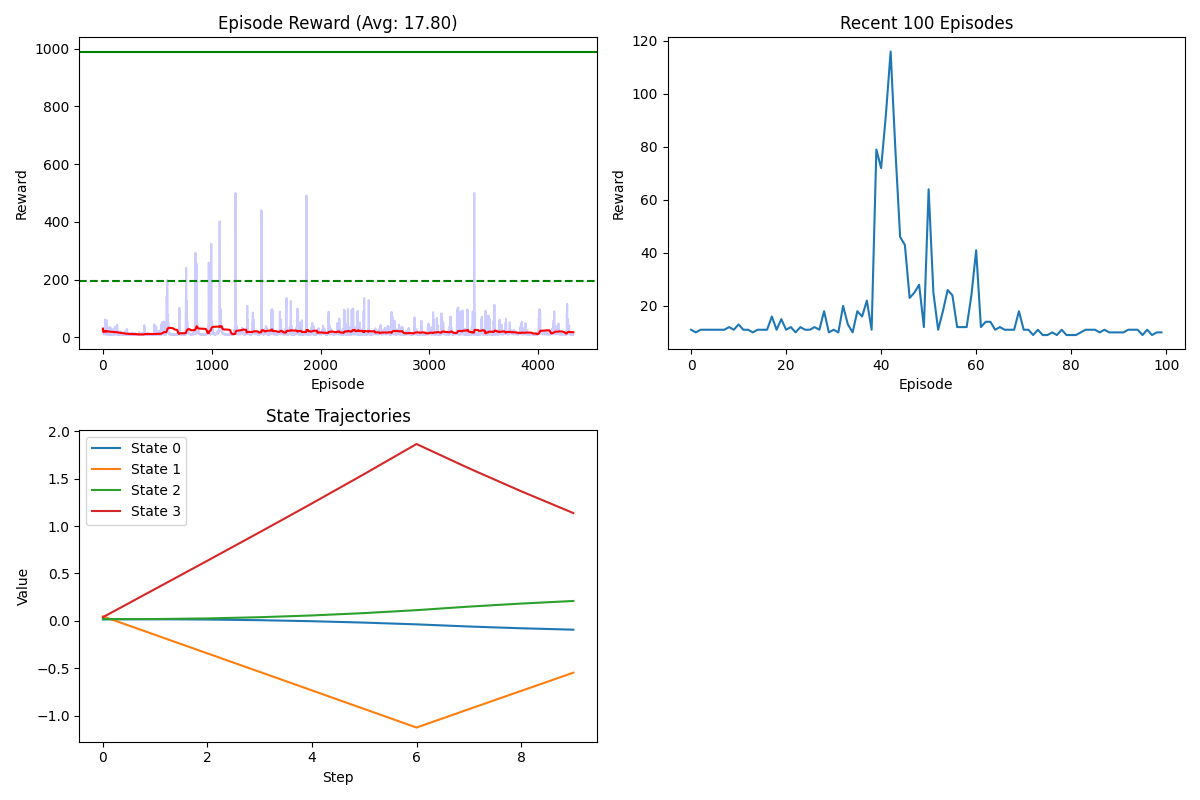 Episode Reward (Avg: 17.80)
1000
800
600
400
200
0
Reward
0 1000 2000 3000 4000
Episode
Recent 100 Episodes
120
100
80
60
40
20
Reward
0 20 40 60 80 100
Episode
State Trajectories
2.0
1.5
1.0
0.5
0.0
−0.5
−1.0
Value
State 0
State 1
State 2
State 3
0 2 4 6 8
Step